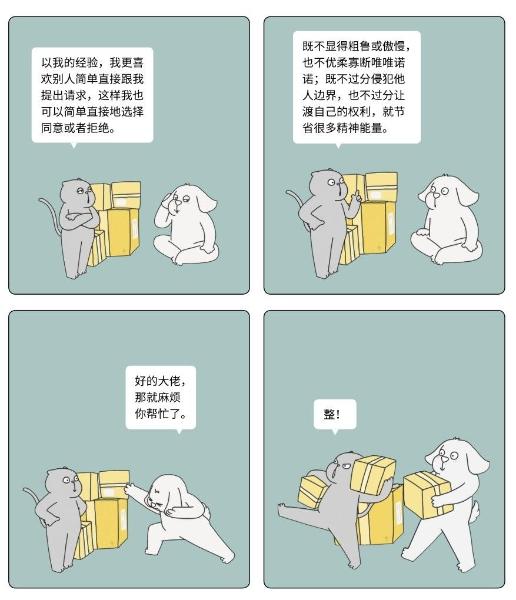 以我的经验，我更喜
欢别人简单直接跟我
提出请求，这样我也
可以简单直接地选择
同意或者拒绝。
既不显得粗鲁或傲慢，
也不优柔寡断唯唯诺
诺；既不过分侵犯他
人边界，也不过分让
渡自己的权利，就节
省很多精神能量。
好的大佬，
那就麻烦
你帮忙了。
整！